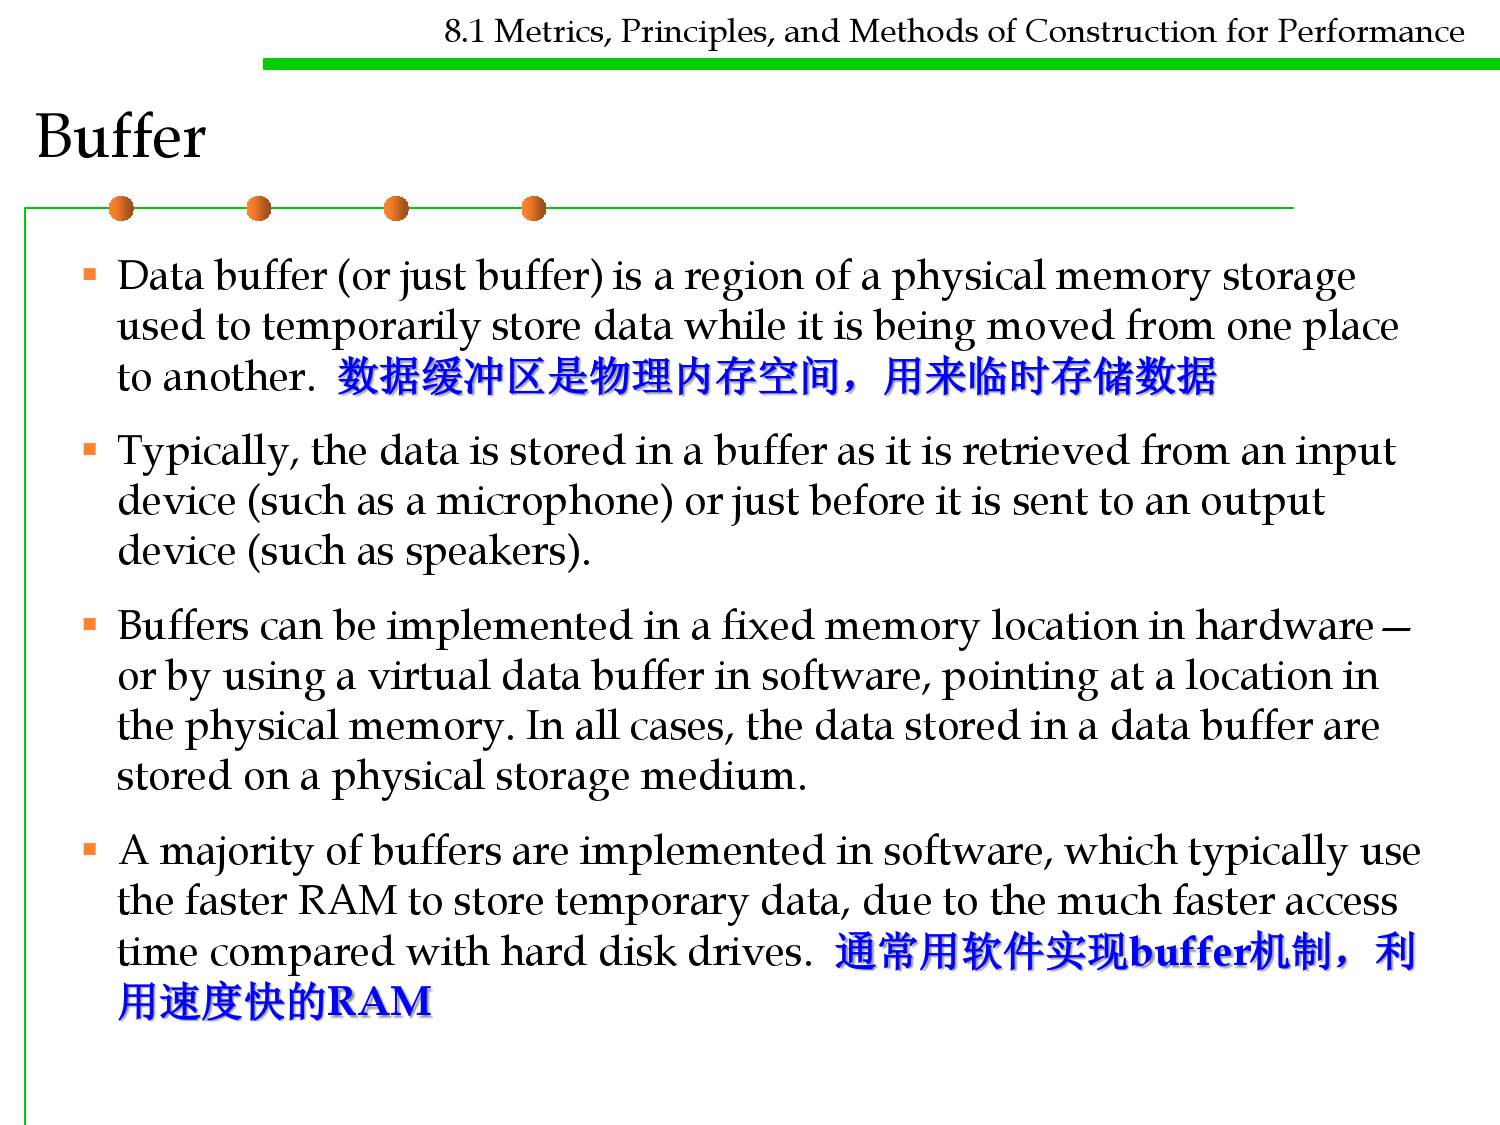 8.1 Metrics, Principles, and Methods of Construction for Performance
Buffer
Data buffer (or just buffer) is a region of a physical memory storage
used to temporarily store data while it is being moved from one place
to another. 数据缓冲区是物理内存空间，用来临时存储数据
Typically, the data is stored in a buffer as it is retrieved from an input
device (such as a microphone) or just before it is sent to an output
device (such as speakers).
Buffers can be implemented in a fixed memory location in hardware—
or by using a virtual data buffer in software, pointing at a location in
the physical memory. In all cases, the data stored in a data buffer are
stored on a physical storage medium.
A majority of buffers are implemented in software, which typically use
the faster RAM to store temporary data, due to the much faster access
time compared with hard disk drives. 通常用软件实现buffer机制，利
用速度快的RAM